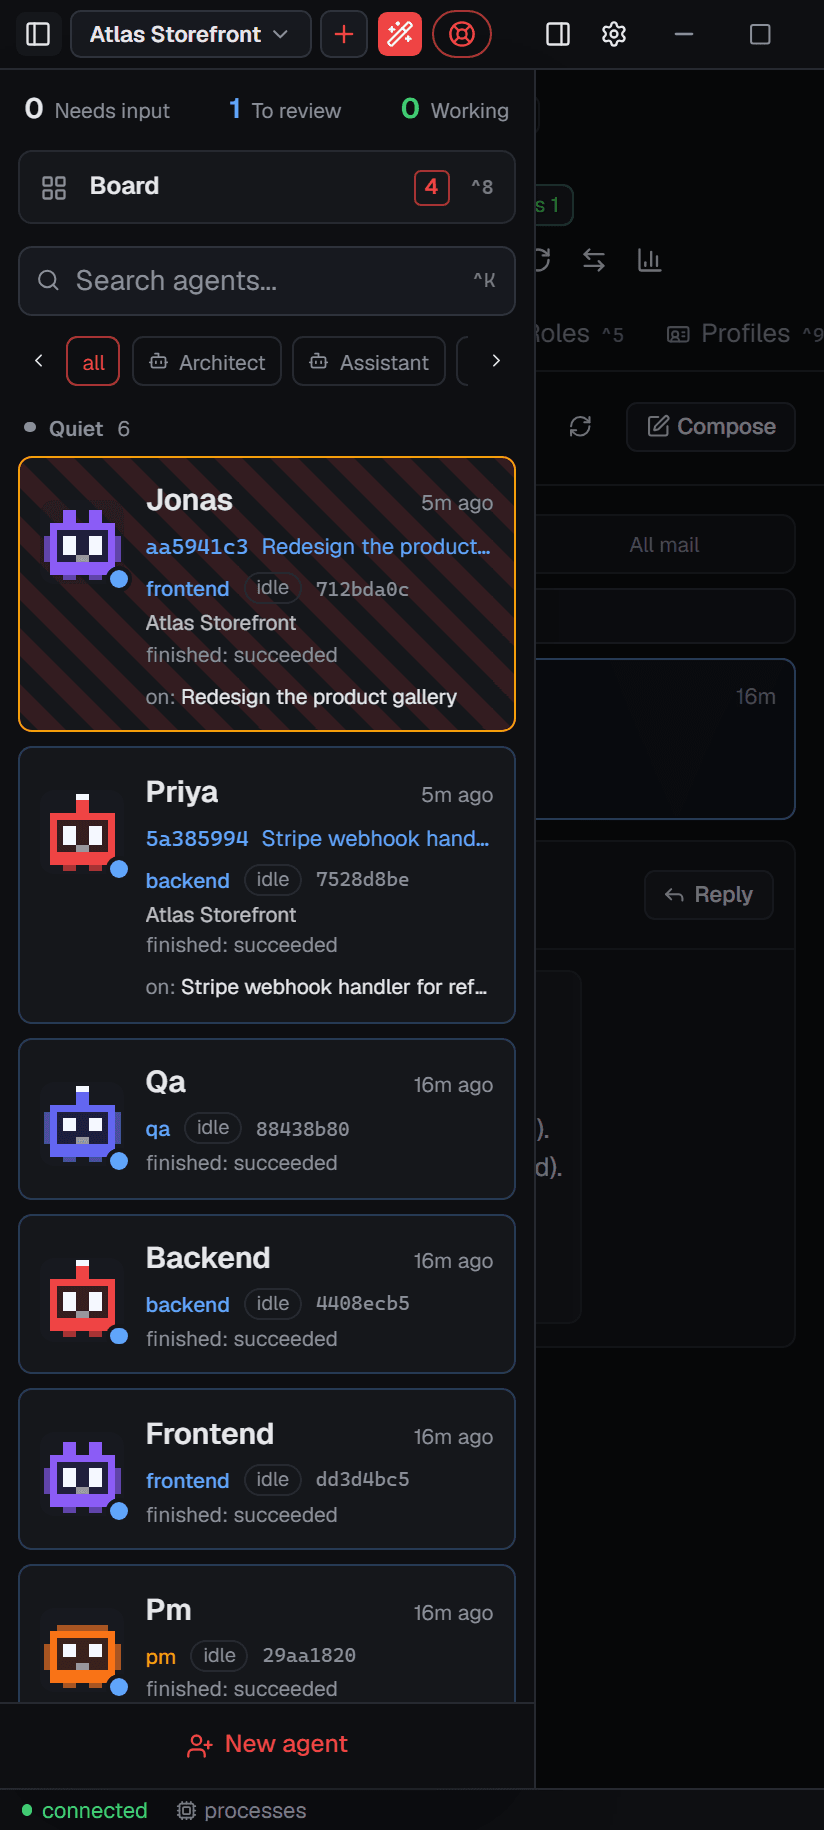 Atlas Storefront
0 Needs input 1 To review 0 Working
Board 4 ^8
s 1
Search agents... ^K
Roles ^5 Profiles ^9
all Architect Assistant
Quiet 6
Compose
Jonas 5m ago
aa5941c3 Redesign the product...
frontend idle 712bda0c
Atlas Storefront
finished: succeeded
on: Redesign the product gallery
All mail
16m
Priya 5m ago
5a385994 Stripe webhook hand...
backend idle 7528d8be
Atlas Storefront
finished: succeeded
on: Stripe webhook handler for ref...
Reply
Qa 16m ago
qa idle 88438b80
finished: succeeded
).
d).
Backend 16m ago
backend idle 4408ecb5
finished: succeeded
Frontend 16m ago
frontend idle dd3d4bc5
finished: succeeded
Pm 16m ago
pm idle 29aa1820
finished: succeeded
New agent
connected processes